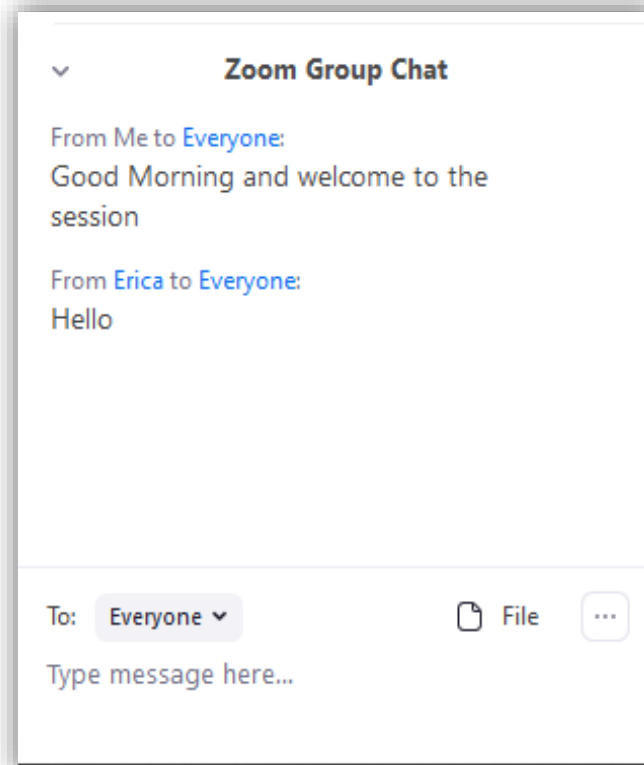 Zoom Group Chat
From Me to Everyone:
Good Morning and welcome to the
session
From Erica to Everyone:
Hello
To: Everyone File ...
Type message here...